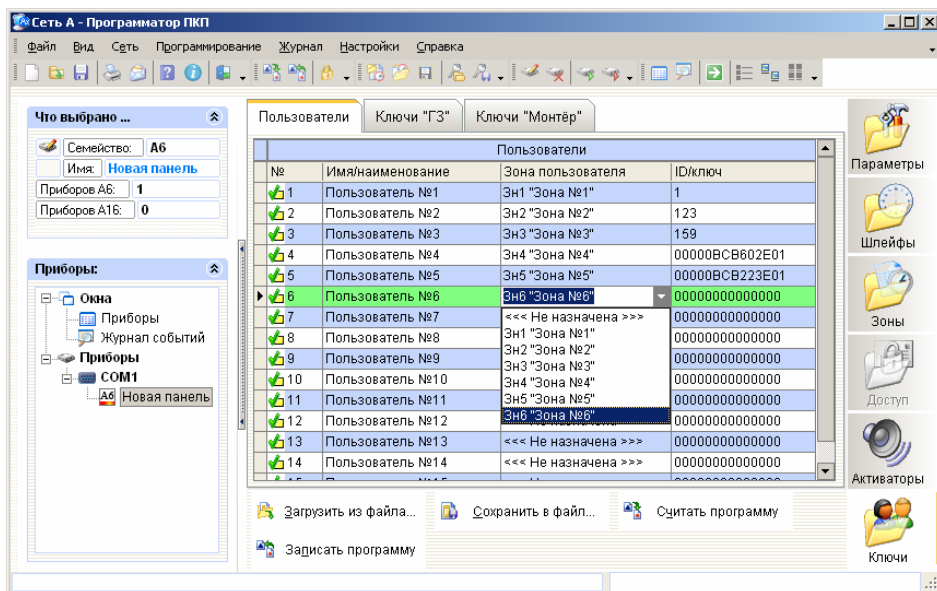 Сеть А - Программатор ПКП
Файл Вид Сеть Программирование Журнал Настройки Справка
Что выбрано ...
Семейство: А6
Имя: Новая панель
Приборов А6: 1
Приборов А16: 0
Приборы:
Окна
Приборы
Журнал событий
Приборы
COM1
А6 Новая панель
Пользователи Ключи "ГЗ" Ключи "Монтёр"
Пользователи
№ Имя/наименование Зона пользователя ID/ключ
1 Пользователь №1 Зн1 "Зона №1" 1
2 Пользователь №2 Зн2 "Зона №2" 123
3 Пользователь №3 Зн3 "Зона №3" 159
4 Пользователь №4 Зн4 "Зона №4" 00000BCB602E01
5 Пользователь №5 Зн5 "Зона №5" 00000BCB223E01
6 Пользователь №6 Зн6 "Зона №6" 00000000000000
7 Пользователь №7 00000000000000
8 Пользователь №8 00000000000000
9 Пользователь №9 00000000000000
10 Пользователь №10 00000000000000
11 Пользователь №11 00000000000000
12 Пользователь №12 00000000000000
13 Пользователь №13 <<< Не назначена >>> 00000000000000
14 Пользователь №14 <<< Не назначена >>> 00000000000000
<<< Не назначена >>>
Зн1 "Зона №1"
Зн2 "Зона №2"
Зн3 "Зона №3"
Зн4 "Зона №4"
Зн5 "Зона №5"
Зн6 "Зона №6"
Загрузить из файла... Сохранить в файл... Считать программу
Записать программу
Параметры
Шлейфы
Зоны
Доступ
Активаторы
Ключи